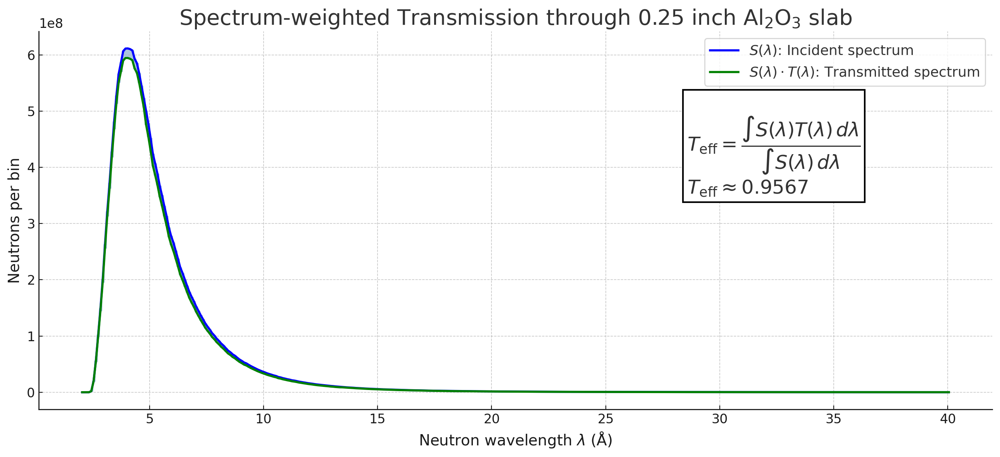 Spectrum-weighted Transmission through 0.25 inch Al₂O₃ slab
1e8
S(λ): Incident spectrum
S(λ) · T(λ): Transmitted spectrum
T_eff = ∫S(λ)T(λ) dλ / ∫S(λ) dλ
T_eff ≈ 0.9567
Neutrons per bin
6
5
4
3
2
1
0
5 10 15 20 25 30 35 40
Neutron wavelength λ (Å)